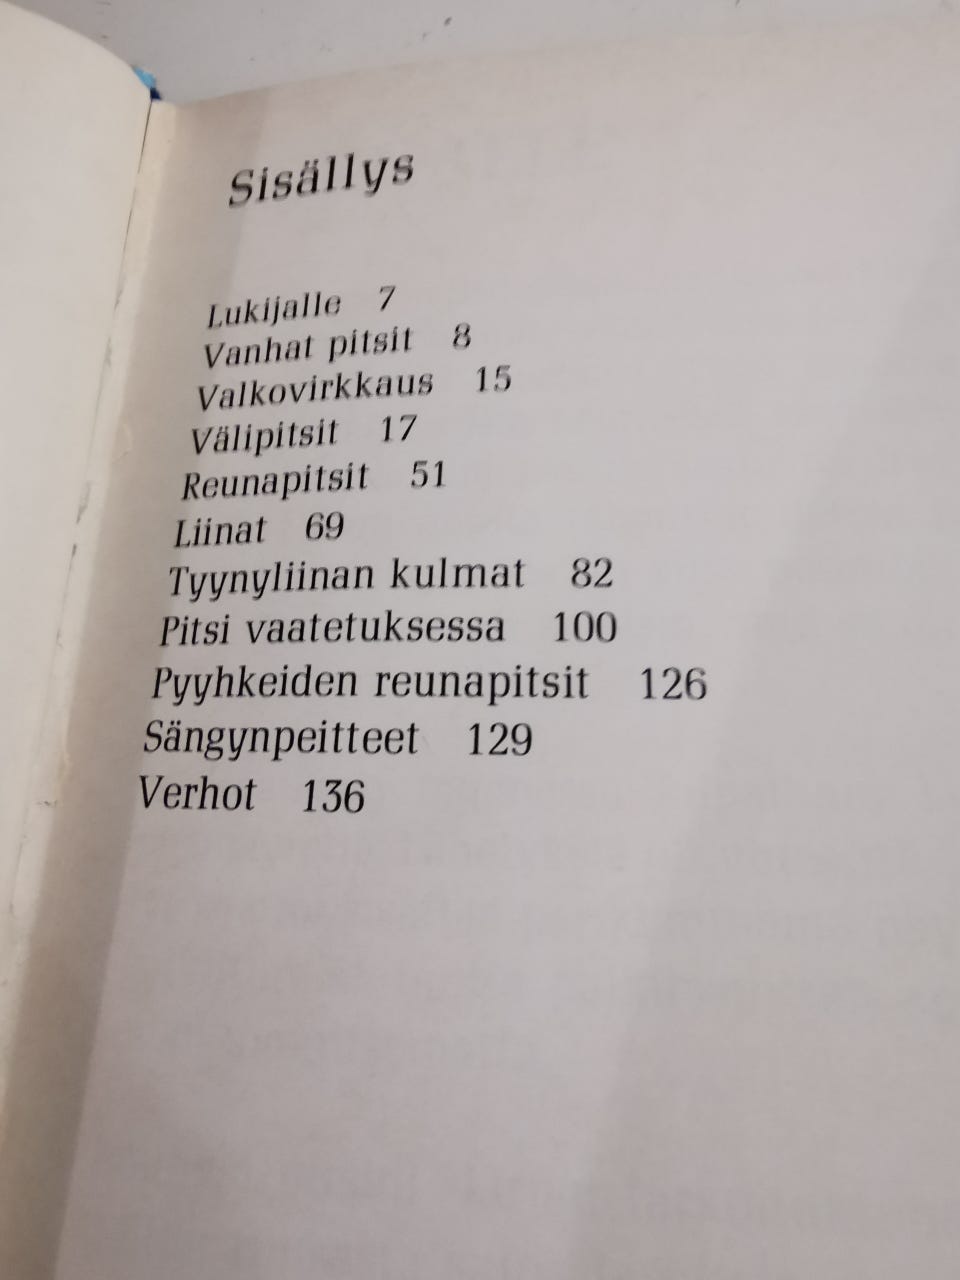 Sisällys
Lukijalle 7
Vanhat pitsit 8
Valkovirkkaus 15
Välipitsit 17
Reunapitsit 51
Liinat 69
Tyynyliinan kulmat 82
Pitsi vaatetuksessa 100
Pyyhkeiden reunapitsit 126
Sängynpeitteet 129
Verhot 136